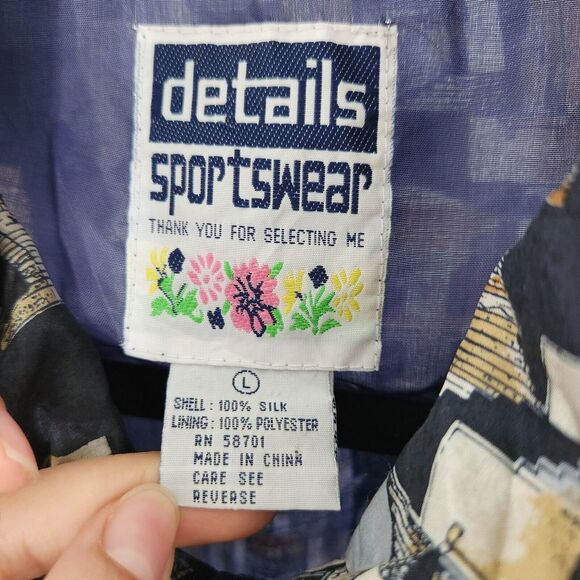 details
sportswear
THANK YOU FOR SELECTING ME
L
SHELL: 100% SILK
LINING: 100% POLYESTER
RN 58701
MADE IN CHINA
CARE SEE
REVERSE